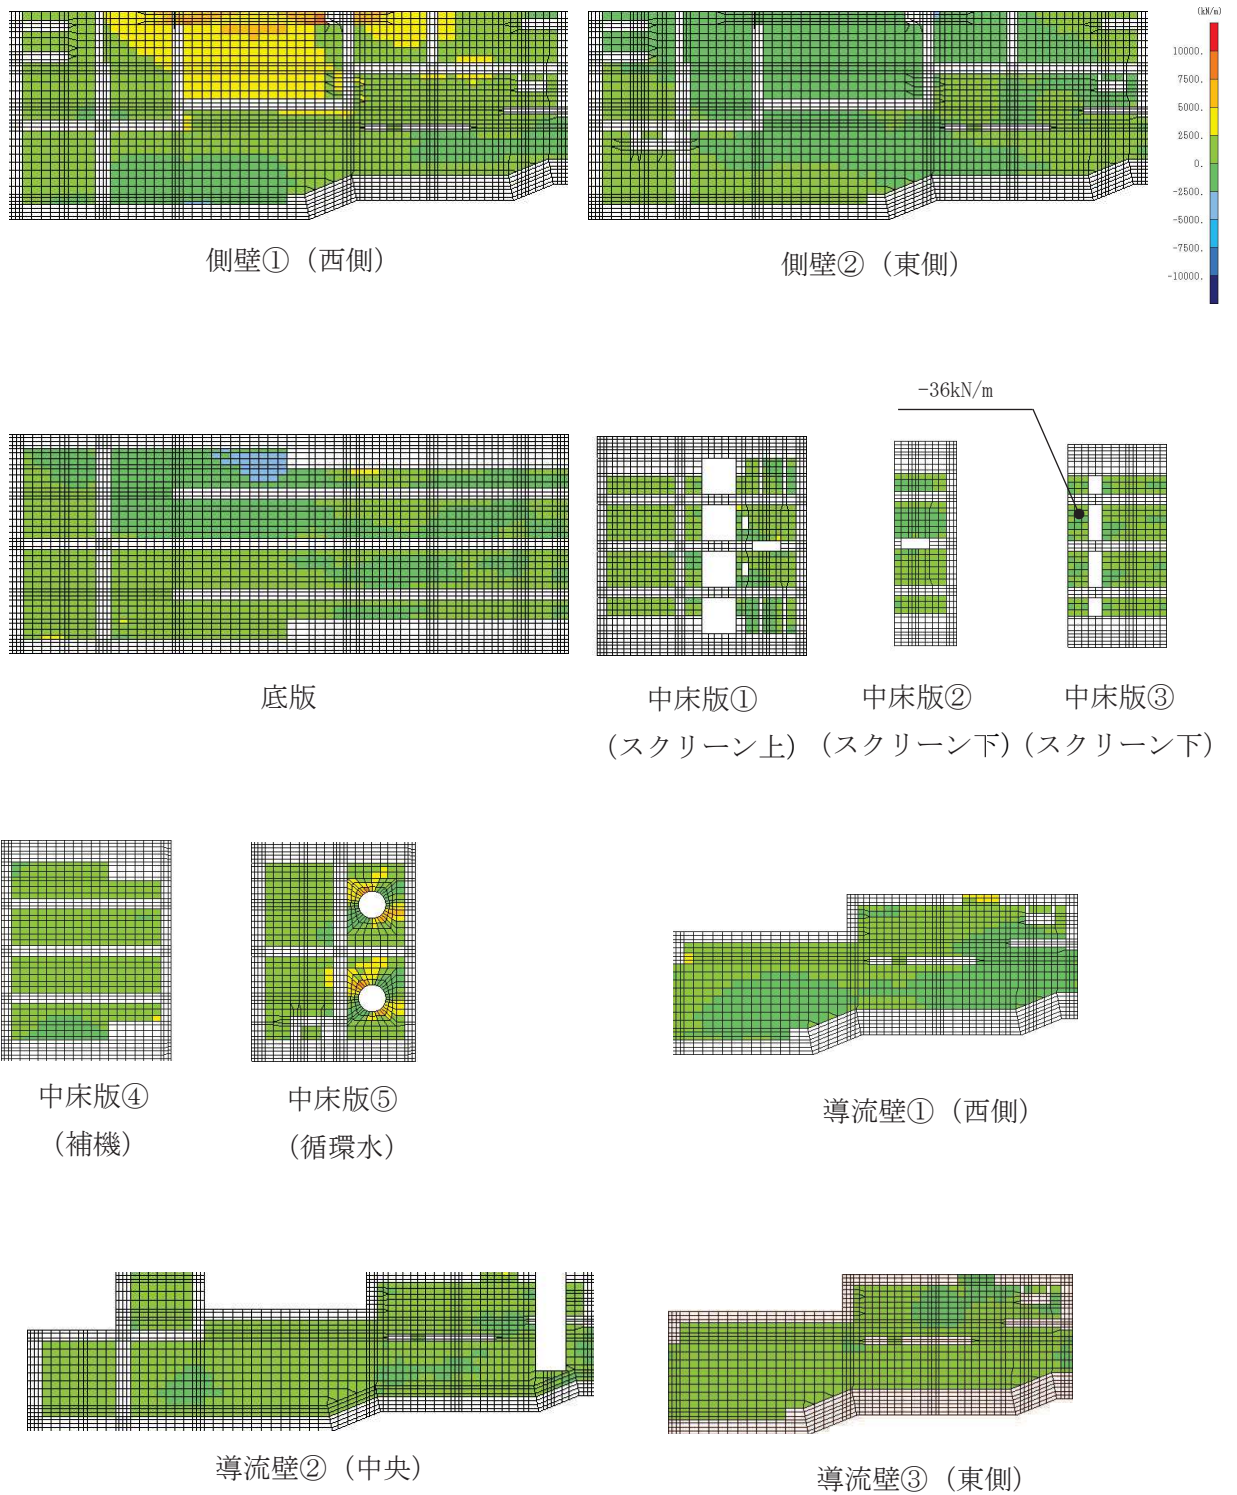 (kN/m)
10000.
7500.
5000.
2500.
0.
-2500.
-5000.
-7500.
-10000.
側壁①（西側）
側壁②（東側）
-36kN/m
底版
中床版①
（スクリーン上）
中床版②
（スクリーン下）
中床版③
（スクリーン下）
中床版④
（補機）
中床版⑤
（循環水）
導流壁①（西側）
導流壁②（中央）
導流壁③（東側）